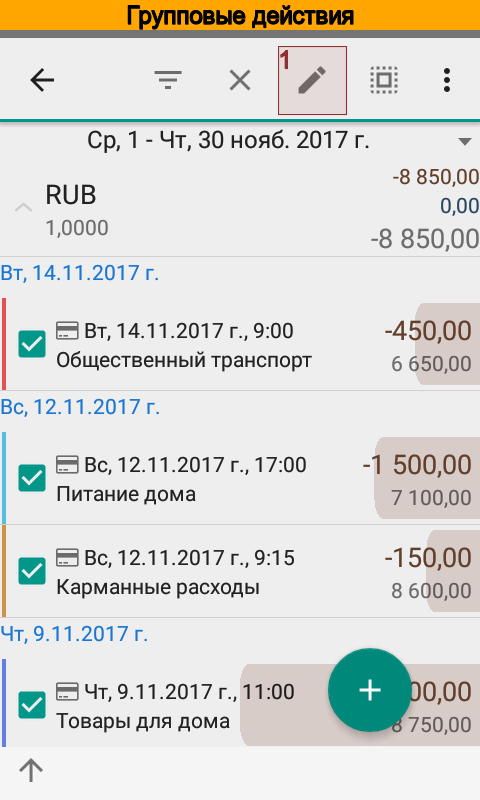 Групповые действия
1
Ср, 1 - Чт, 30 нояб. 2017 г.
RUB
-8 850,00
0,00
1,0000
-8 850,00
Вт, 14.11.2017 г.
Вт, 14.11.2017 г., 9:00
-450,00
Общественный транспорт
6 650,00
Вс, 12.11.2017 г.
Вс, 12.11.2017 г., 17:00
-1 500,00
Питание дома
7 100,00
Вс, 12.11.2017 г., 9:15
-150,00
Карманные расходы
8 600,00
Чт, 9.11.2017 г.
Чт, 9.11.2017 г., 11:00
00,00
Товары для дома
8 750,00